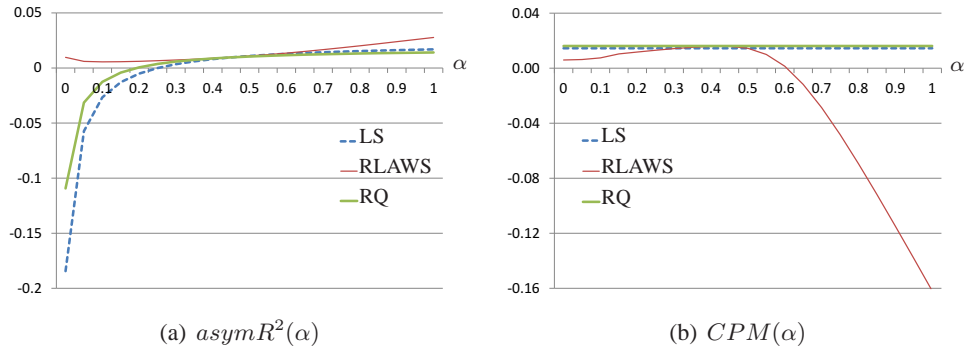 0.05
0
-0.05
-0.1
-0.15
-0.2
0 0.1 0.2 0.3 0.4 0.5 0.6 0.7 0.8 0.9 1
α
LS
RLAWS
RQ
(a) asymR²(α)
0.04
0.00
-0.04
-0.08
-0.12
-0.16
0 0.1 0.2 0.3 0.4 0.5 0.6 0.7 0.8 0.9 1
α
LS
RLAWS
RQ
(b) CPM(α)